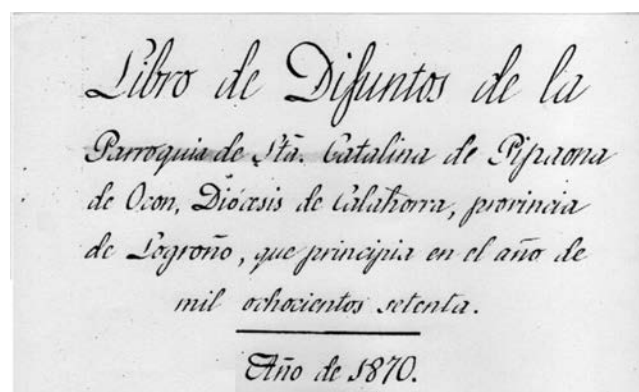 Libro de Difuntos de la
Parroquia de Sta. Catalina de Pipaona
de Ocon, Diócesis de Calahorra, provincia
de Logroño, que principia en el año de
mil ochocientos setenta.
Año de 1870.